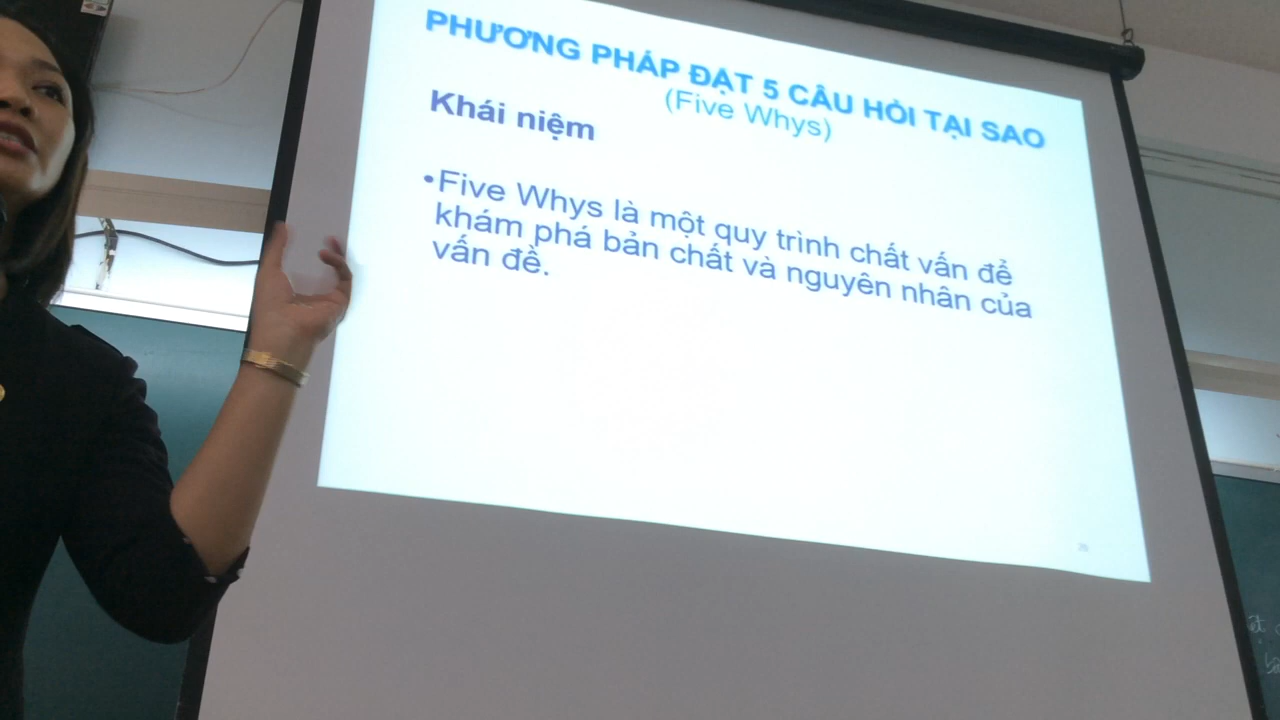 PHƯƠNG PHÁP ĐẠT 5 CÂU HỎI TẠI SAO
(Five Whys)
Khái niệm
•Five Whys là một quy trình chất vấn để
khám phá bản chất và nguyên nhân của
vấn đề.